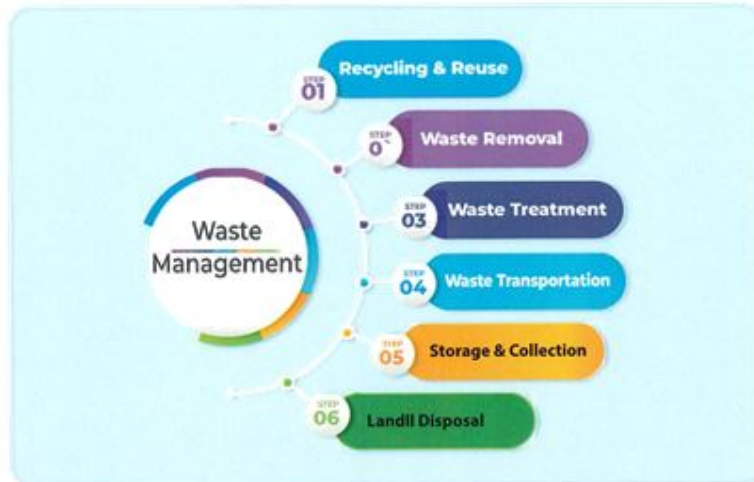 STEP
01
Recycling & Reuse
STEP
Waste Removal
STEP
03
Waste Treatment
Waste
Management
STEP
04
Waste Transportation
STEP
05
Storage & Collection
STEP
06
Landll Disposal